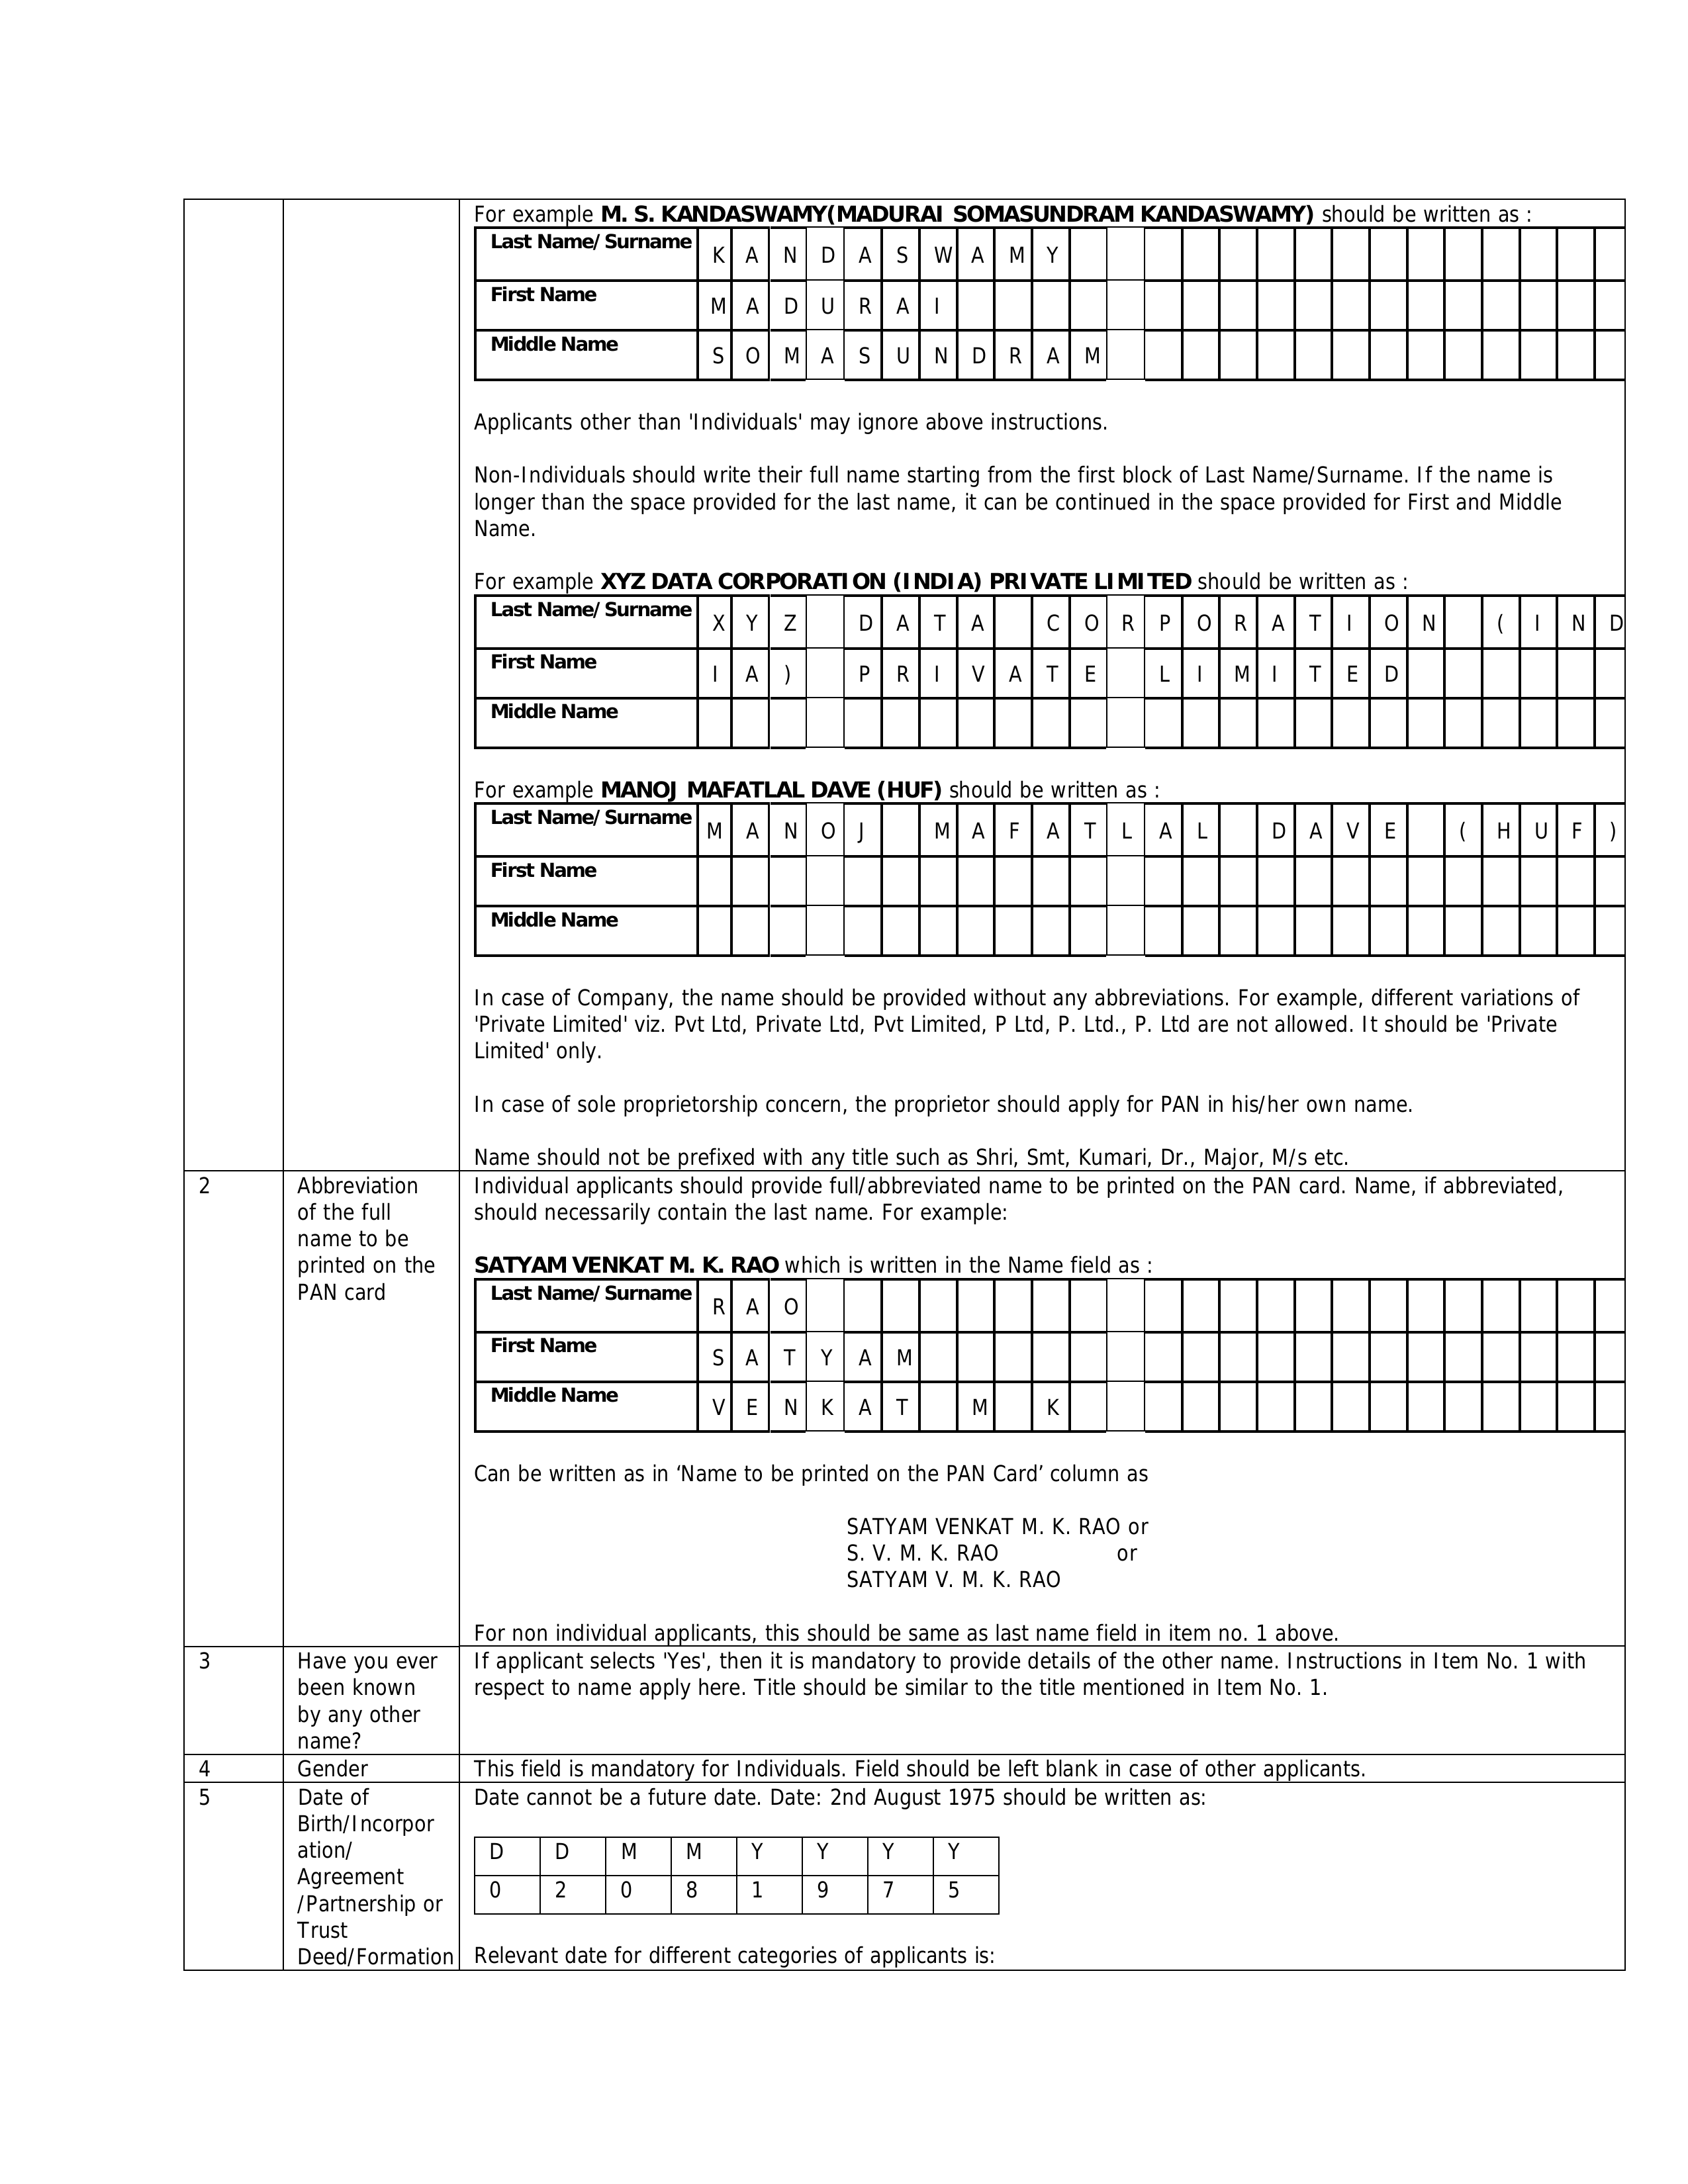 For example M. S. KANDASWAMY(MADURAI SOMASUNDRAM KANDASWAMY) should be written as :
Last Name/ Surname K A N D A S W A M Y
First Name M A D U R A I
Middle Name S O M A S U N D R A M
Applicants other than 'Individuals' may ignore above instructions.
Non-Individuals should write their full name starting from the first block of Last Name/Surname. If the name is
longer than the space provided for the last name, it can be continued in the space provided for First and Middle
Name.
For example XYZ DATA CORPORATION (INDIA) PRIVATE LIMITED should be written as :
Last Name/ Surname X Y Z D A T A C O R P O R A T I O N ( I N D
First Name I A ) P R I V A T E L I M I T E D
Middle Name
For example MANOJ MAFATLAL DAVE (HUF) should be written as :
Last Name/ Surname M A N O J M A F A T L A L D A V E ( H U F )
First Name
Middle Name
In case of Company, the name should be provided without any abbreviations. For example, different variations of
'Private Limited' viz. Pvt Ltd, Private Ltd, Pvt Limited, P Ltd, P. Ltd., P. Ltd are not allowed. It should be 'Private
Limited' only.
In case of sole proprietorship concern, the proprietor should apply for PAN in his/her own name.
Name should not be prefixed with any title such as Shri, Smt, Kumari, Dr., Major, M/s etc.
2
Abbreviation
of the full
name to be
printed on the
PAN card
Individual applicants should provide full/abbreviated name to be printed on the PAN card. Name, if abbreviated,
should necessarily contain the last name. For example:
SATYAM VENKAT M. K. RAO which is written in the Name field as :
Last Name/ Surname R A O
First Name S A T Y A M
Middle Name V E N K A T M K
Can be written as in ‘Name to be printed on the PAN Card’ column as
SATYAM VENKAT M. K. RAO or
S. V. M. K. RAO or
SATYAM V. M. K. RAO
For non individual applicants, this should be same as last name field in item no. 1 above.
3
Have you ever
been known
by any other
name?
If applicant selects 'Yes', then it is mandatory to provide details of the other name. Instructions in Item No. 1 with
respect to name apply here. Title should be similar to the title mentioned in Item No. 1.
4
Gender
This field is mandatory for Individuals. Field should be left blank in case of other applicants.
5
Date of
Birth/Incorpor
ation/
Agreement
/Partnership or
Trust
Deed/Formation
Date cannot be a future date. Date: 2nd August 1975 should be written as:
D D M M Y Y Y Y
0 2 0 8 1 9 7 5
Relevant date for different categories of applicants is: